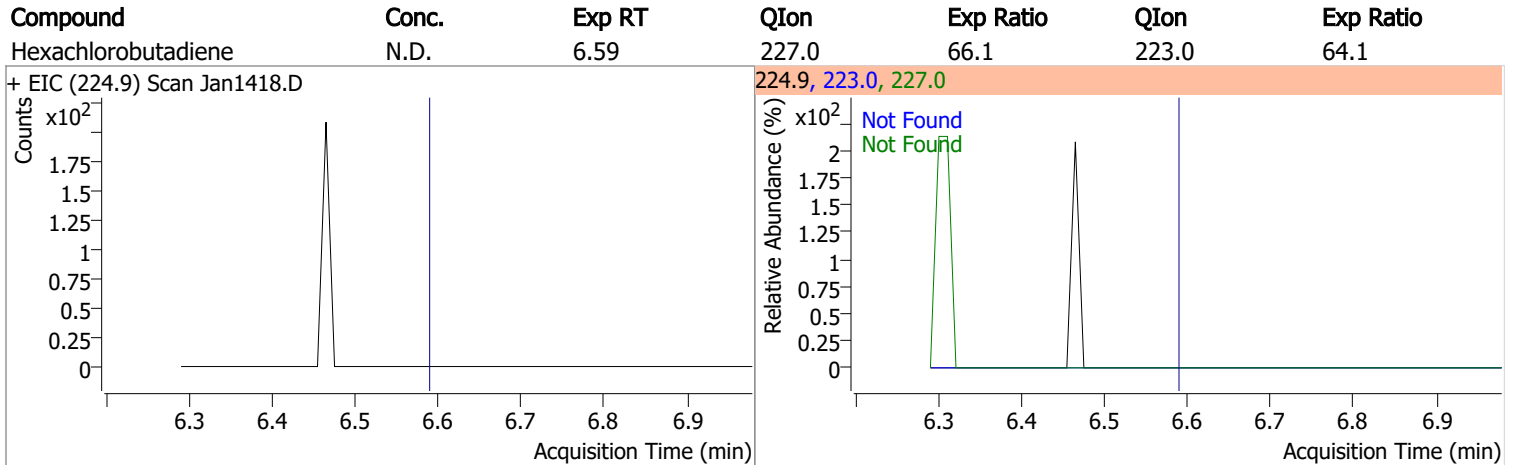 Compound Conc. Exp RT QIon Exp Ratio QIon Exp Ratio
Hexachlorobutadiene N.D. 6.59 227.0 66.1 223.0 64.1
+ EIC (224.9) Scan Jan1418.D
Counts
x10²
1.75
1.5
1.25
1
0.75
0.5
0.25
0
6.3 6.4 6.5 6.6 6.7 6.8 6.9
Acquisition Time (min)
224.9, 223.0, 227.0
Relative Abundance (%)
x10²
Not Found
Not Found
2
1.75
1.5
1.25
1
0.75
0.5
0.25
0
6.3 6.4 6.5 6.6 6.7 6.8 6.9
Acquisition Time (min)